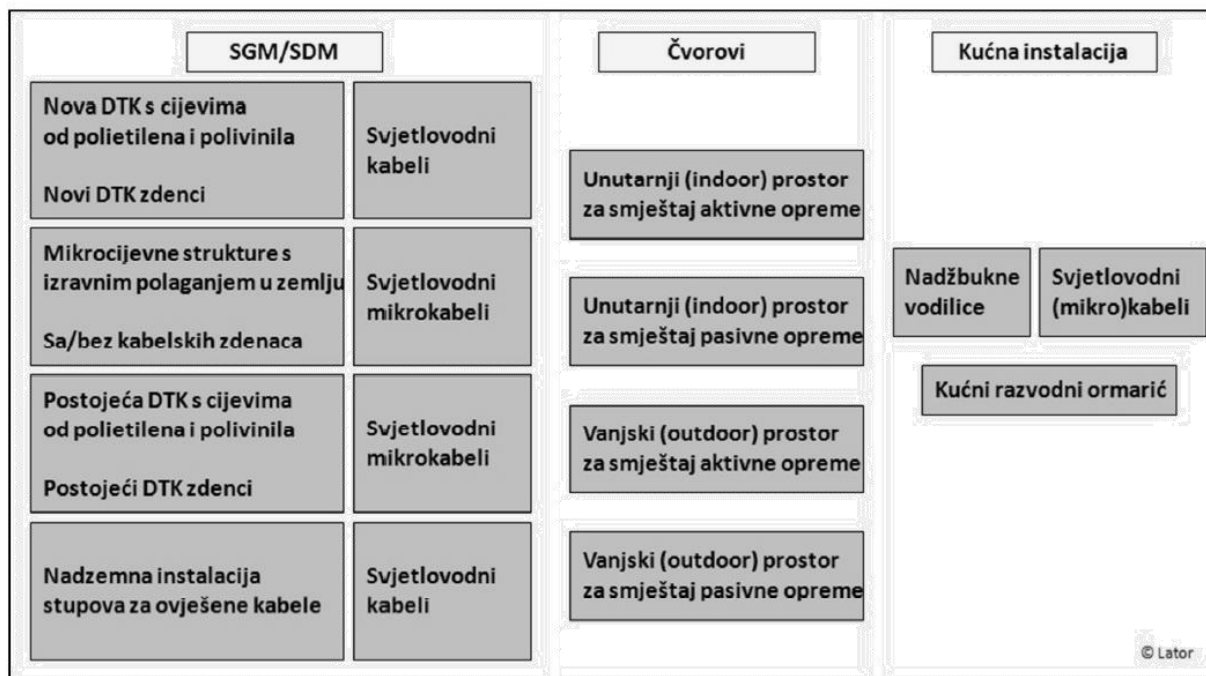 SGM/SDM
Nova DTK s cijevima
od polietilena i polivinila
Novi DTK zdenci
Svjetlovodni
kabeli
Mikrocijevne strukture s
izravnim polaganjem u zemlju
Sa/bez kabelskih zdenaca
Svjetlovodni
mikrokabeli
Postojeća DTK s cijevima
od polietilena i polivinila
Postojeći DTK zdenci
Svjetlovodni
mikrokabeli
Nadzemna instalacija
stupova za ovješene kabele
Svjetlovodni
kabeli
Čvorovi
Unutarnji (indoor) prostor
za smještaj aktivne opreme
Unutarnji (indoor) prostor
za smještaj pasivne opreme
Vanjski (outdoor) prostor
za smještaj aktivne opreme
Vanjski (outdoor) prostor
za smještaj pasivne opreme
Kućna instalacija
Nadžbukne
vodilice
Svjetlovodni
(mikro)kabeli
Kućni razvodni ormarić
© Lator